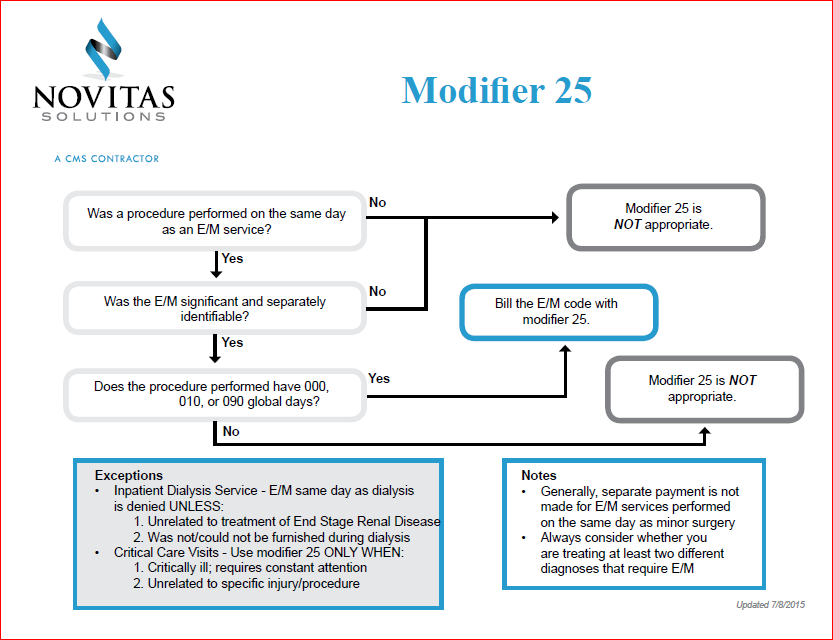 NOVITAS
SOLUTIONS
A CMS CONTRACTOR
Modifier 25
Was a procedure performed on the same day
as an E/M service?
No
Modifier 25 is
NOT appropriate.
Yes
Was the E/M significant and separately
identifiable?
No
Bill the E/M code with
modifier 25.
Yes
Does the procedure performed have 000,
010, or 090 global days?
Yes
Modifier 25 is NOT
appropriate.
No
Exceptions
• Inpatient Dialysis Service - E/M same day as dialysis
is denied UNLESS:
1. Unrelated to treatment of End Stage Renal Disease
2. Was not/could not be furnished during dialysis
• Critical Care Visits - Use modifier 25 ONLY WHEN:
1. Critically ill; requires constant attention
2. Unrelated to specific injury/procedure
Notes
• Generally, separate payment is not
made for E/M services performed
on the same day as minor surgery
• Always consider whether you
are treating at least two different
diagnoses that require E/M
Updated 7/8/2015